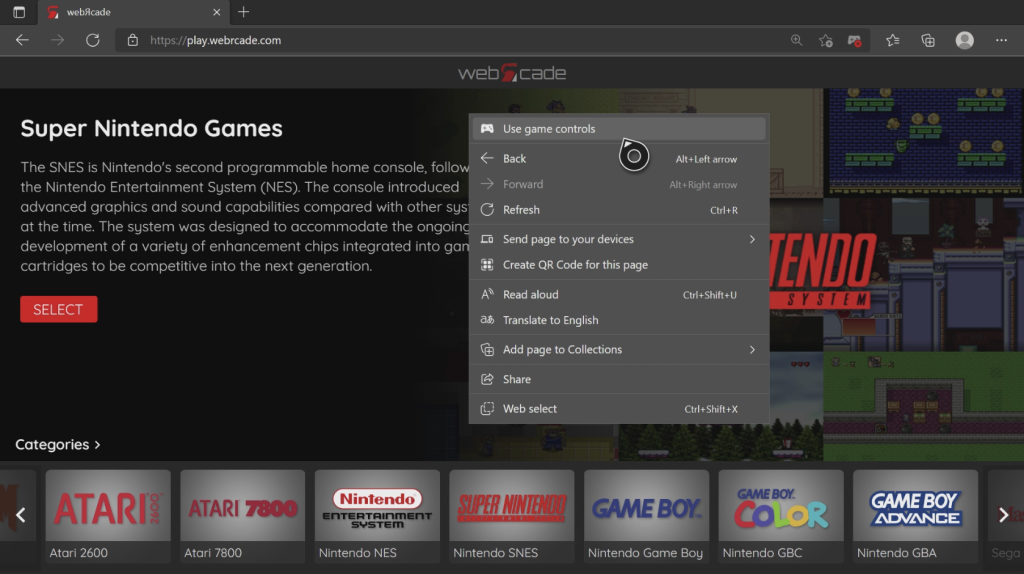 webЯcade
https://play.webrcade.com
web cade
Super Nintendo Games
The SNES is Nintendo's second programmable home console, follow
the Nintendo Entertainment System (NES). The console introduced
advanced graphics and sound capabilities compared with other sys
at the time. The system was designed to accommodate the ongoing
development of a variety of enhancement chips integrated into gam
cartridges to be competitive into the next generation.
SELECT
Use game controls
Back Alt+Left arrow
Forward Alt+Right arrow
Refresh Ctrl+R
Send page to your devices
Create QR Code for this page
Read aloud Ctrl+Shift+U
Translate to English
Add page to Collections
Share
Web select Ctrl+Shift+X
NTENDO
SYSTEM
Categories
ATARI 2600
ATARI 7800
Nintendo
ENTERTAINMENT
SYSTEM
SUPER NINTENDO
GAME BOY
GAME BOY
COLOR
GAME BOY
ADVANCE
Atari 2600
Atari 7800
Nintendo NES
Nintendo SNES
Nintendo Game Boy
Nintendo GBC
Nintendo GBA
Sega